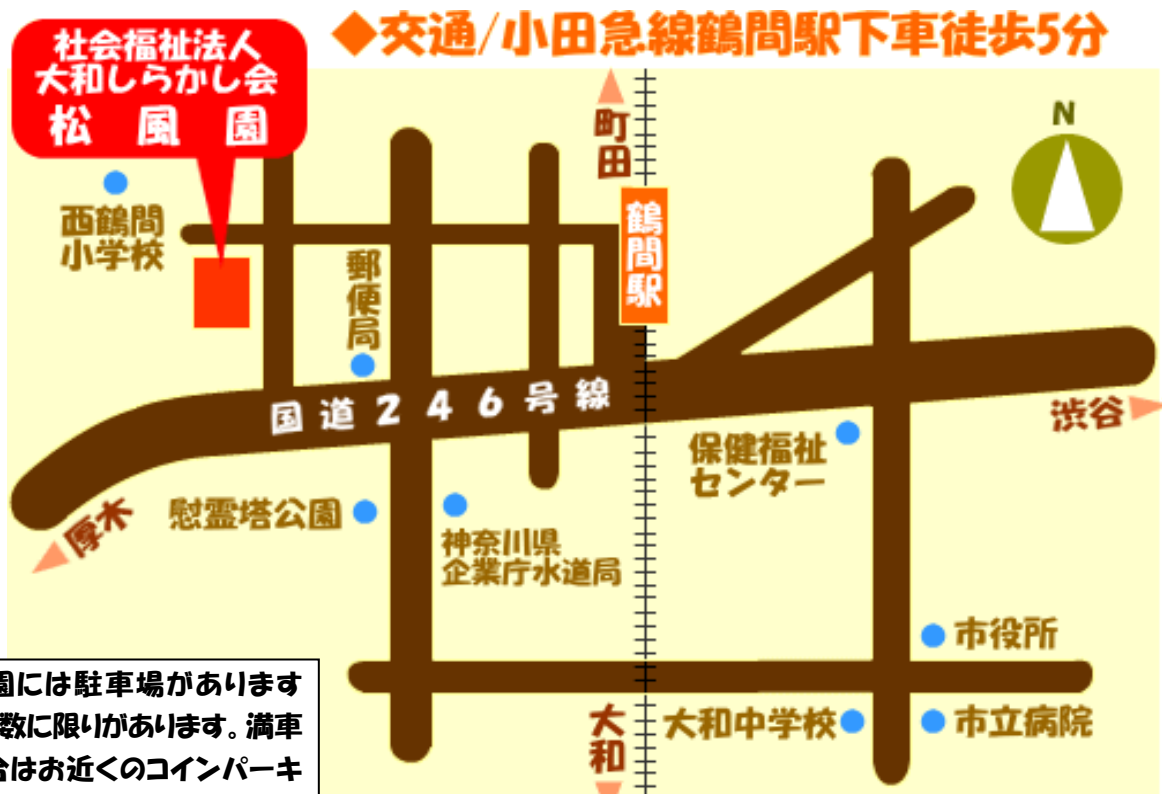 ◆交通/小田急線鶴間駅下車徒歩5分
社会福祉法人
大和しらかし会
松風園
町田
N
西鶴間
小学校
鶴間駅
郵便局
国道246号線
渋谷
保健福祉
センター
厚木
慰霊塔公園
神奈川県
企業庁水道局
市役所
大和
大和中学校
市立病院
園には駐車場があります
数に限りがあります。満車
合はお近くのコインパーキ